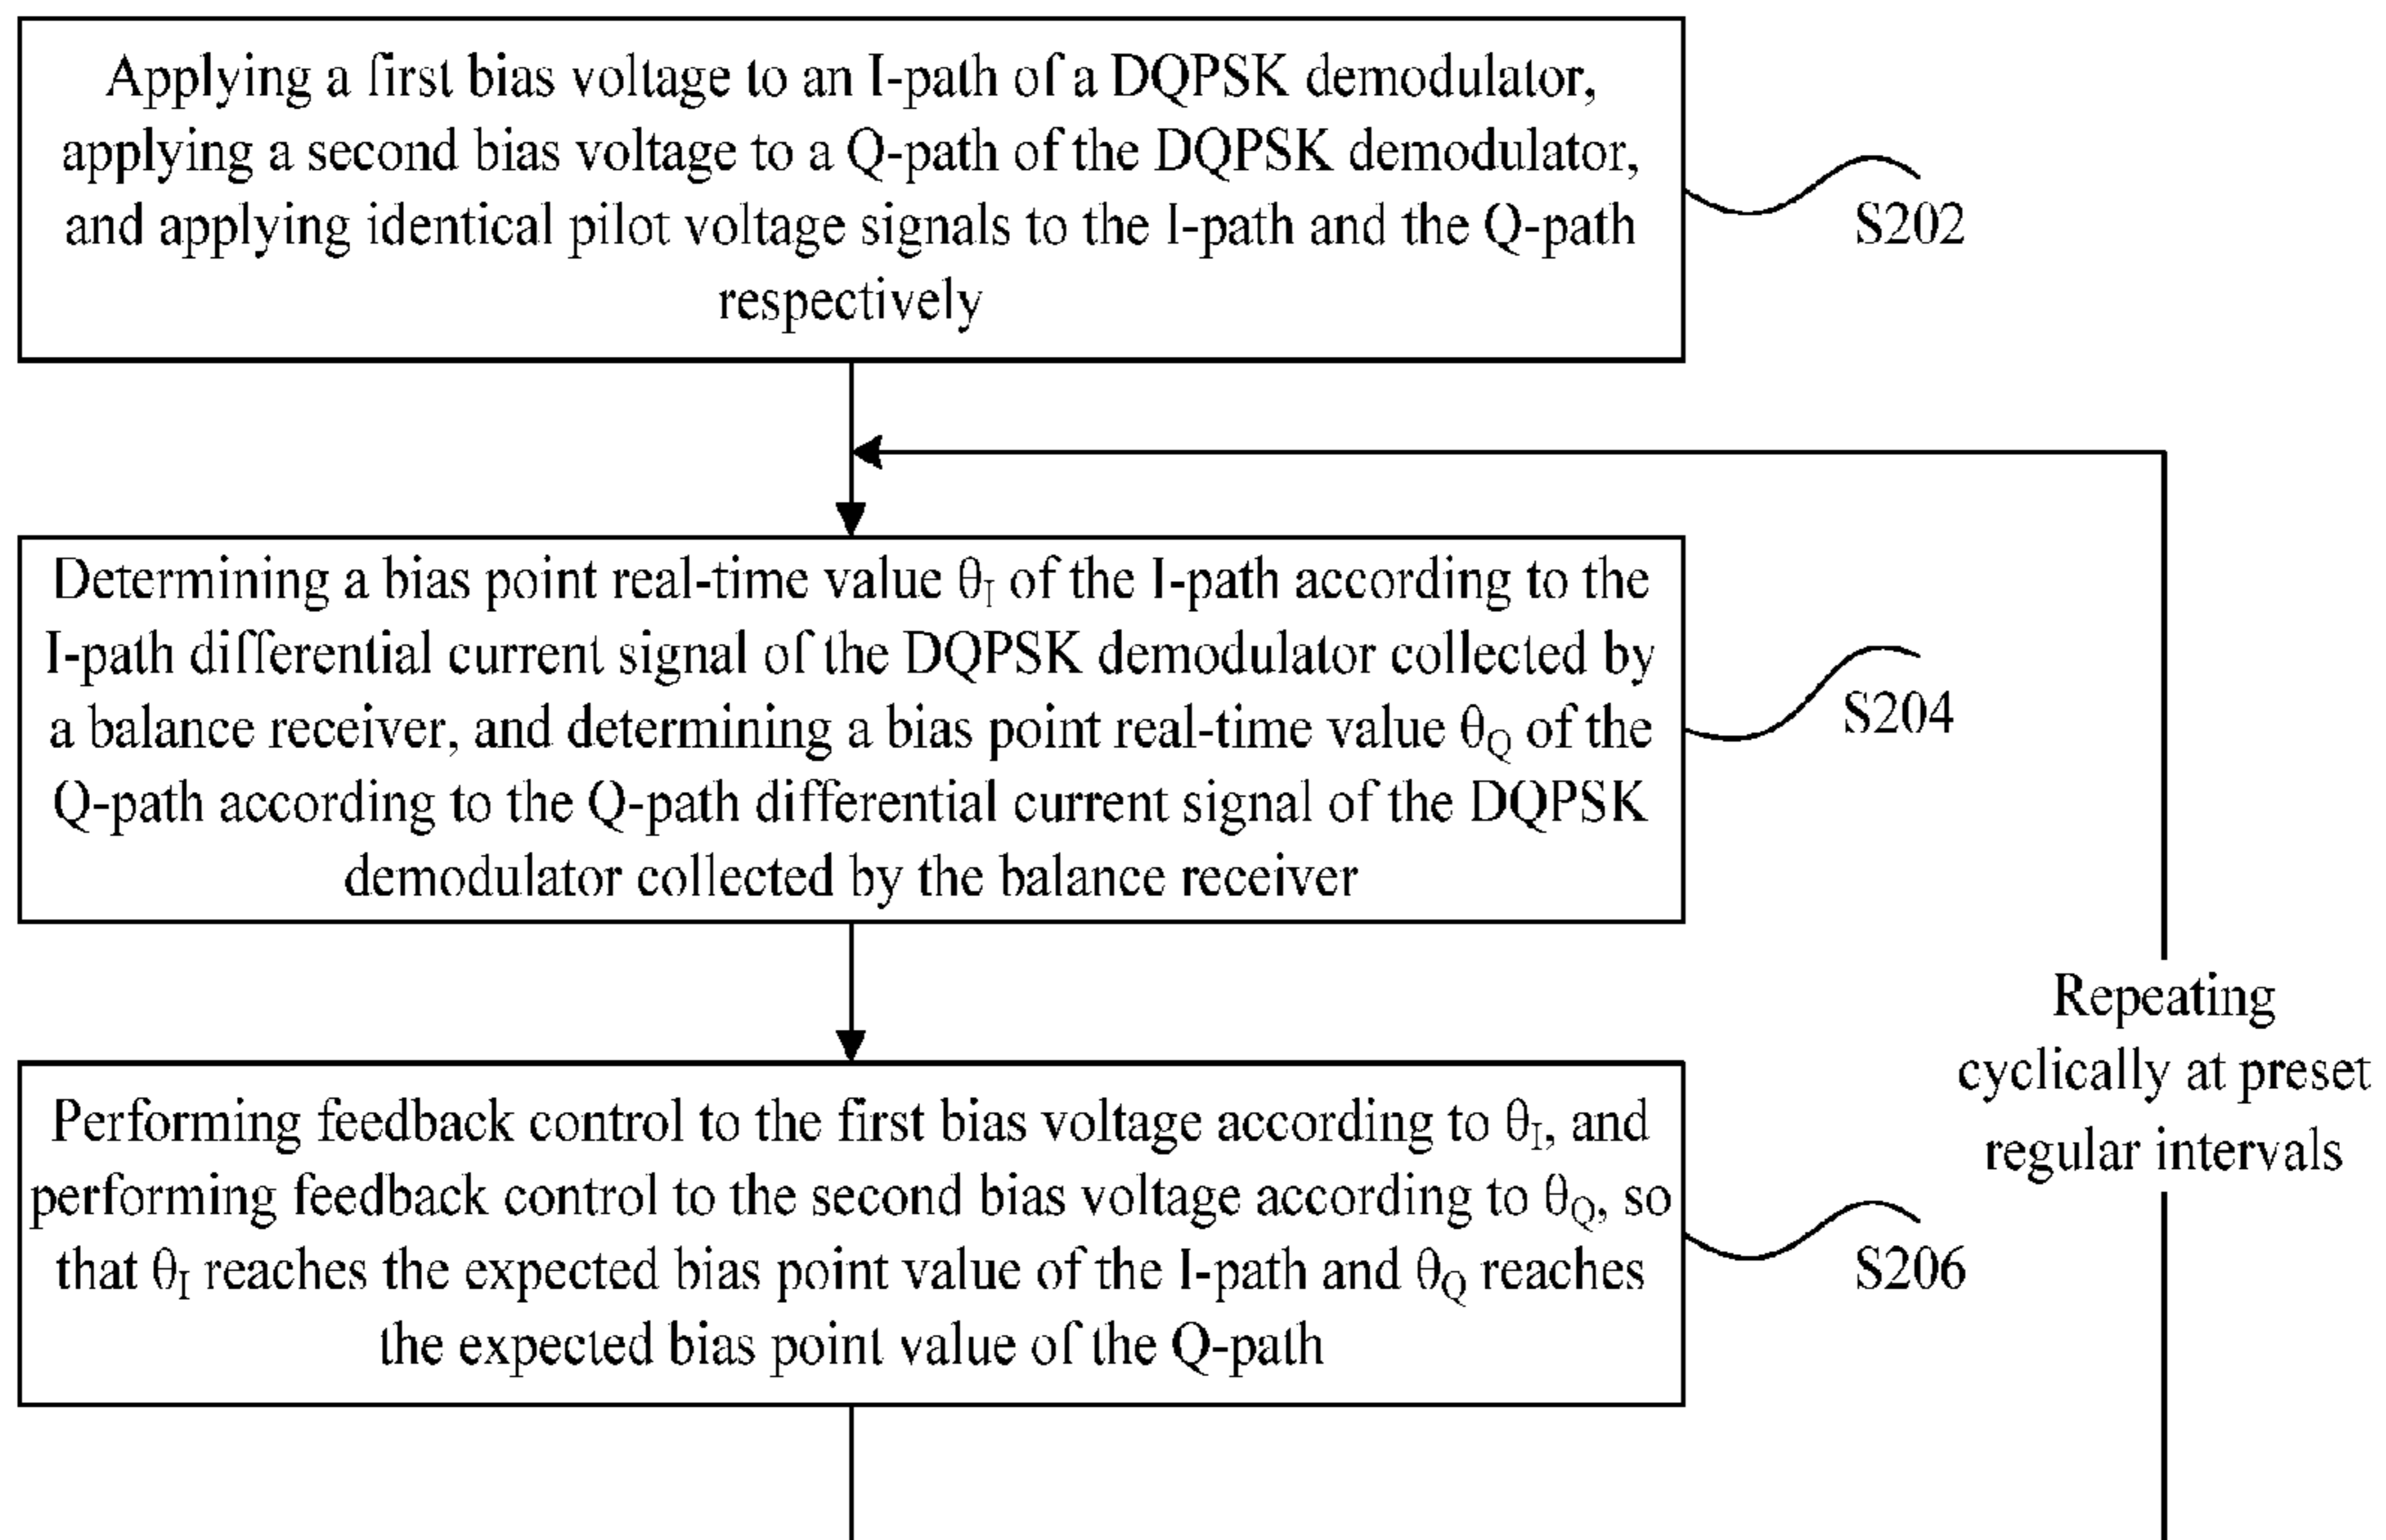 Applying a first bias voltage to an I-path of a DQPSK demodulator,
applying a second bias voltage to a Q-path of the DQPSK demodulator,
and applying identical pilot voltage signals to the I-path and the Q-path
respectively
S202
Determining a bias point real-time value θI of the I-path according to the
I-path differential current signal of the DQPSK demodulator collected by
a balance receiver, and determining a bias point real-time value θQ of the
Q-path according to the Q-path differential current signal of the DQPSK
demodulator collected by the balance receiver
S204
Repeating
cyclically at preset
regular intervals
Performing feedback control to the first bias voltage according to θI, and
performing feedback control to the second bias voltage according to θQ, so
that θI reaches the expected bias point value of the I-path and θQ reaches
the expected bias point value of the Q-path
S206